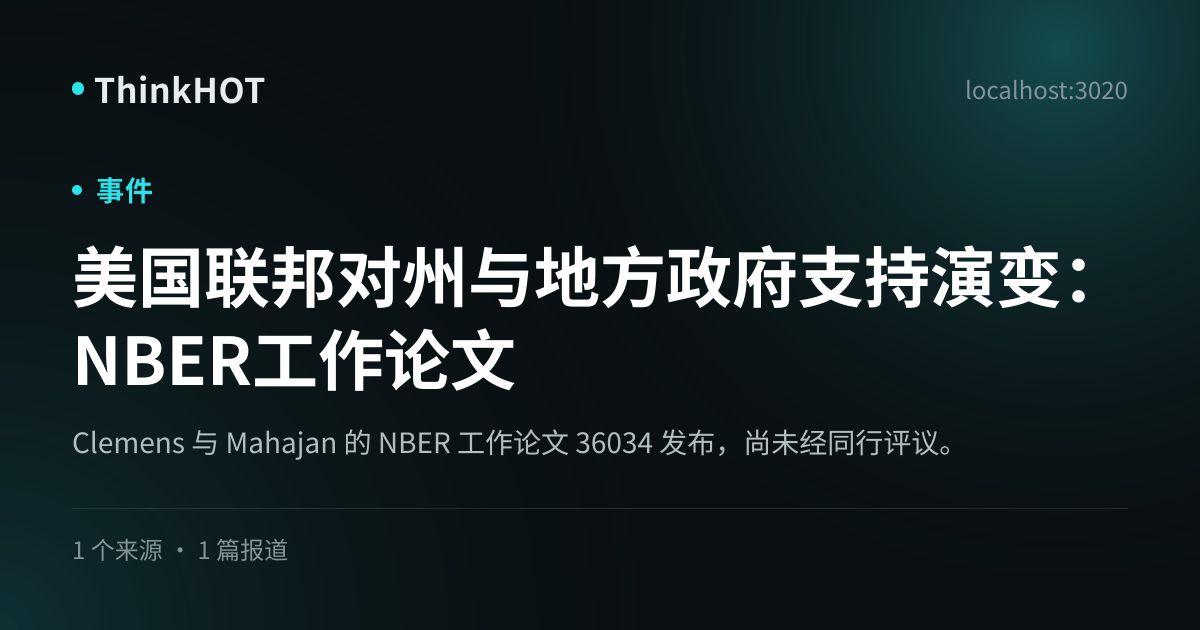 ThinkHOT
localhost:3020
事件
美国联邦对州与地方政府支持演变：
NBER工作论文
Clemens 与 Mahajan 的 NBER 工作论文 36034 发布，尚未经同行评议。
1 个来源 · 1 篇报道